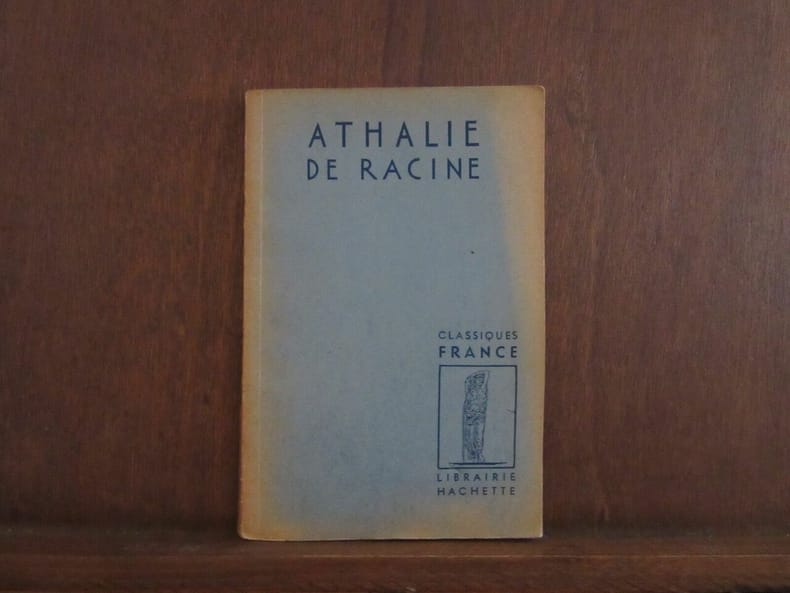 ATHALIE
DE RACINE
CLASSIQUES
FRANCE
LIBRAIRIE
HACHETTE